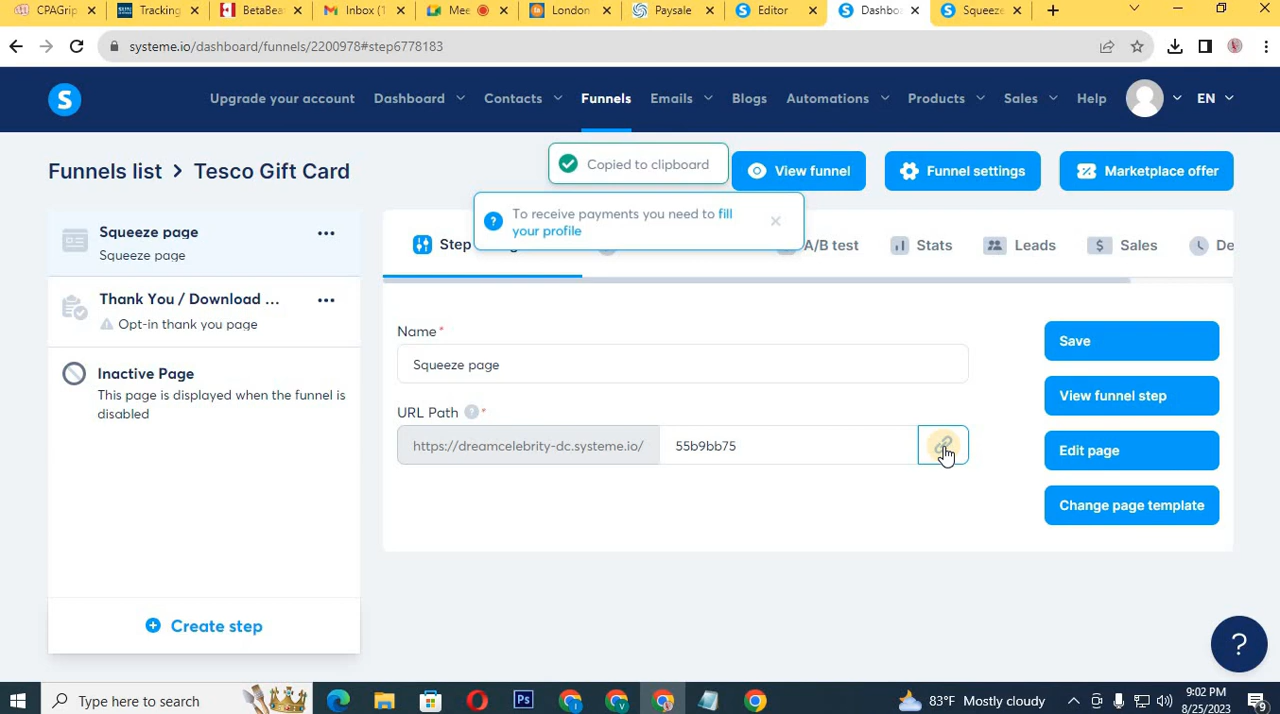 CPAGrip
Tracking
BetaBea
Inbox (1
Mee
London
Paysale
Editor
Dashbo
Squeeze
systeme.io/dashboard/funnels/2200978#step6778183
S
Upgrade your account
Dashboard
Contacts
Funnels
Emails
Blogs
Automations
Products
Sales
Help
EN
Funnels list > Tesco Gift Card
Copied to clipboard
View funnel
Funnel settings
Marketplace offer
To receive payments you need to fill
your profile
Squeeze page
Squeeze page
Thank You / Download ...
Opt-in thank you page
Inactive Page
This page is displayed when the funnel is
disabled
Create step
Step
A/B test
Stats
Leads
Sales
De
Name*
Squeeze page
URL Path ? *
https://dreamcelebrity-dc.systeme.io/
55b9bb75
Save
View funnel step
Edit page
Change page template
?
Type here to search
83°F Mostly cloudy
9:02 PM
8/25/2023